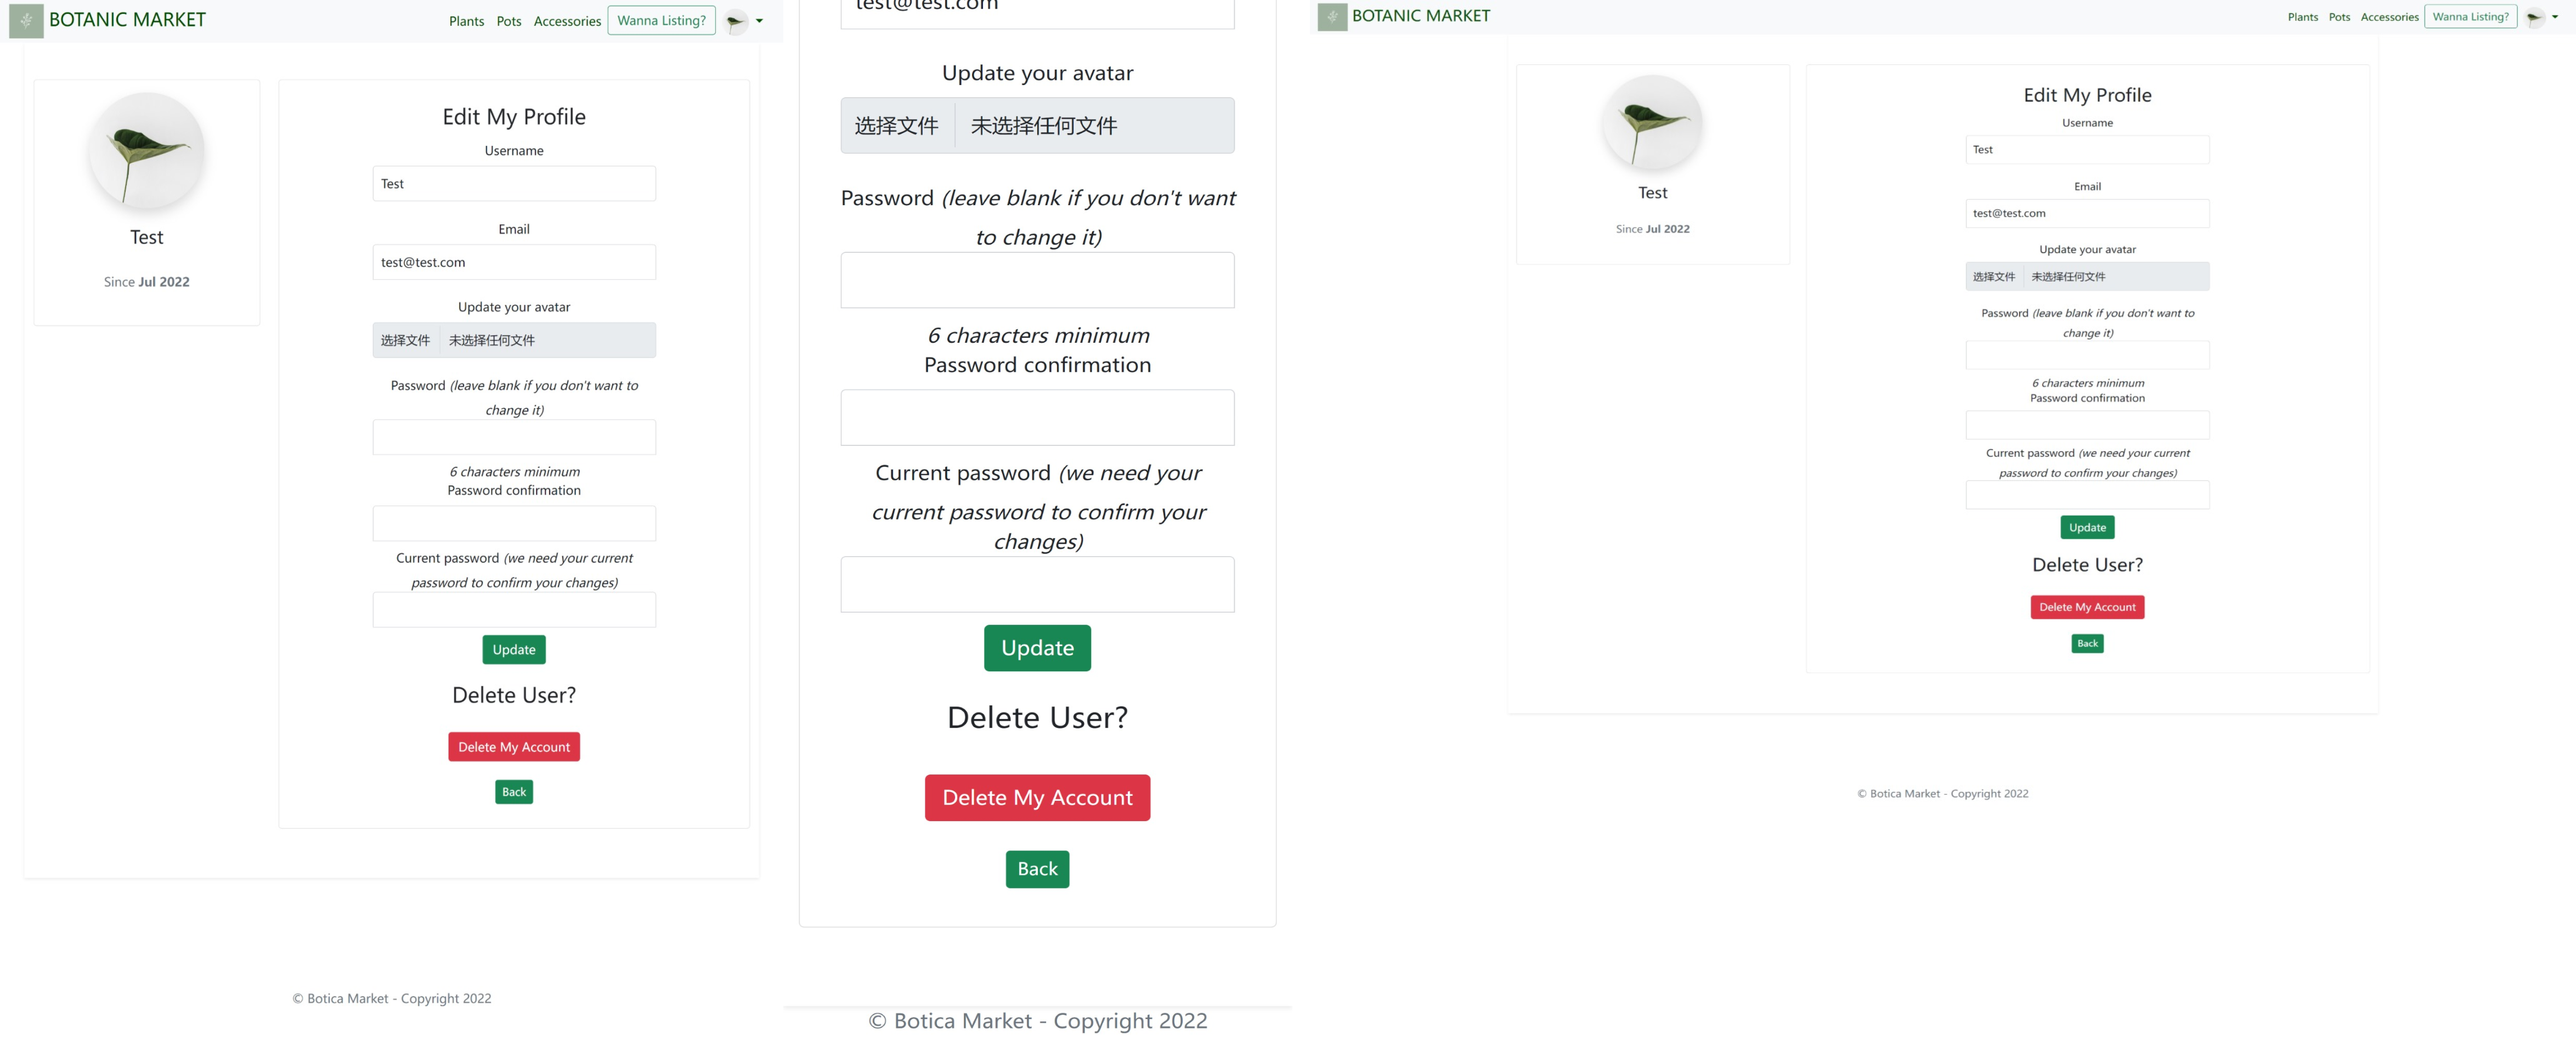 BOTANIC MARKET
Plants Pots Accessories Wanna Listing?
Test
Since Jul 2022
Edit My Profile
Username
Test
Email
test@test.com
Update your avatar
选择文件 未选择任何文件
Password (leave blank if you don't want to
change it)
6 characters minimum
Password confirmation
Current password (we need your current
password to confirm your changes)
Update
Delete User?
Delete My Account
Back
© Botica Market - Copyright 2022
test@test.com
Update your avatar
选择文件 未选择任何文件
Password (leave blank if you don't want
to change it)
6 characters minimum
Password confirmation
Current password (we need your
current password to confirm your
changes)
Update
Delete User?
Delete My Account
Back
© Botica Market - Copyright 2022
BOTANIC MARKET
Plants Pots Accessories Wanna Listing?
Test
Since Jul 2022
Edit My Profile
Username
Test
Email
test@test.com
Update your avatar
选择文件 未选择任何文件
Password (leave blank if you don't want to
change it)
6 characters minimum
Password confirmation
Current password (we need your current
password to confirm your changes)
Update
Delete User?
Delete My Account
Back
© Botica Market - Copyright 2022